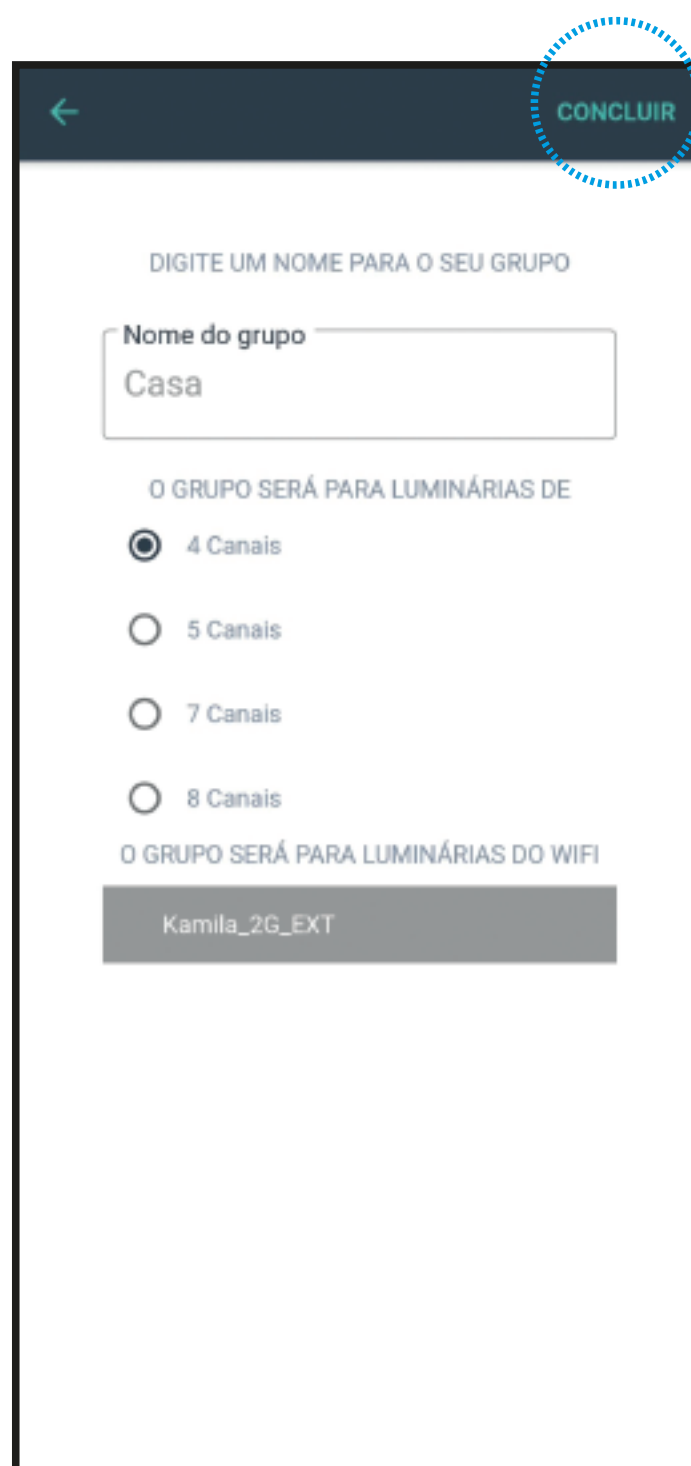 CONCLUIR
DIGITE UM NOME PARA O SEU GRUPO
Nome do grupo
Casa
O GRUPO SERÁ PARA LUMINÁRIAS DE
4 Canais
5 Canais
7 Canais
8 Canais
O GRUPO SERÁ PARA LUMINÁRIAS DO WIFI
Kamila_2G_EXT